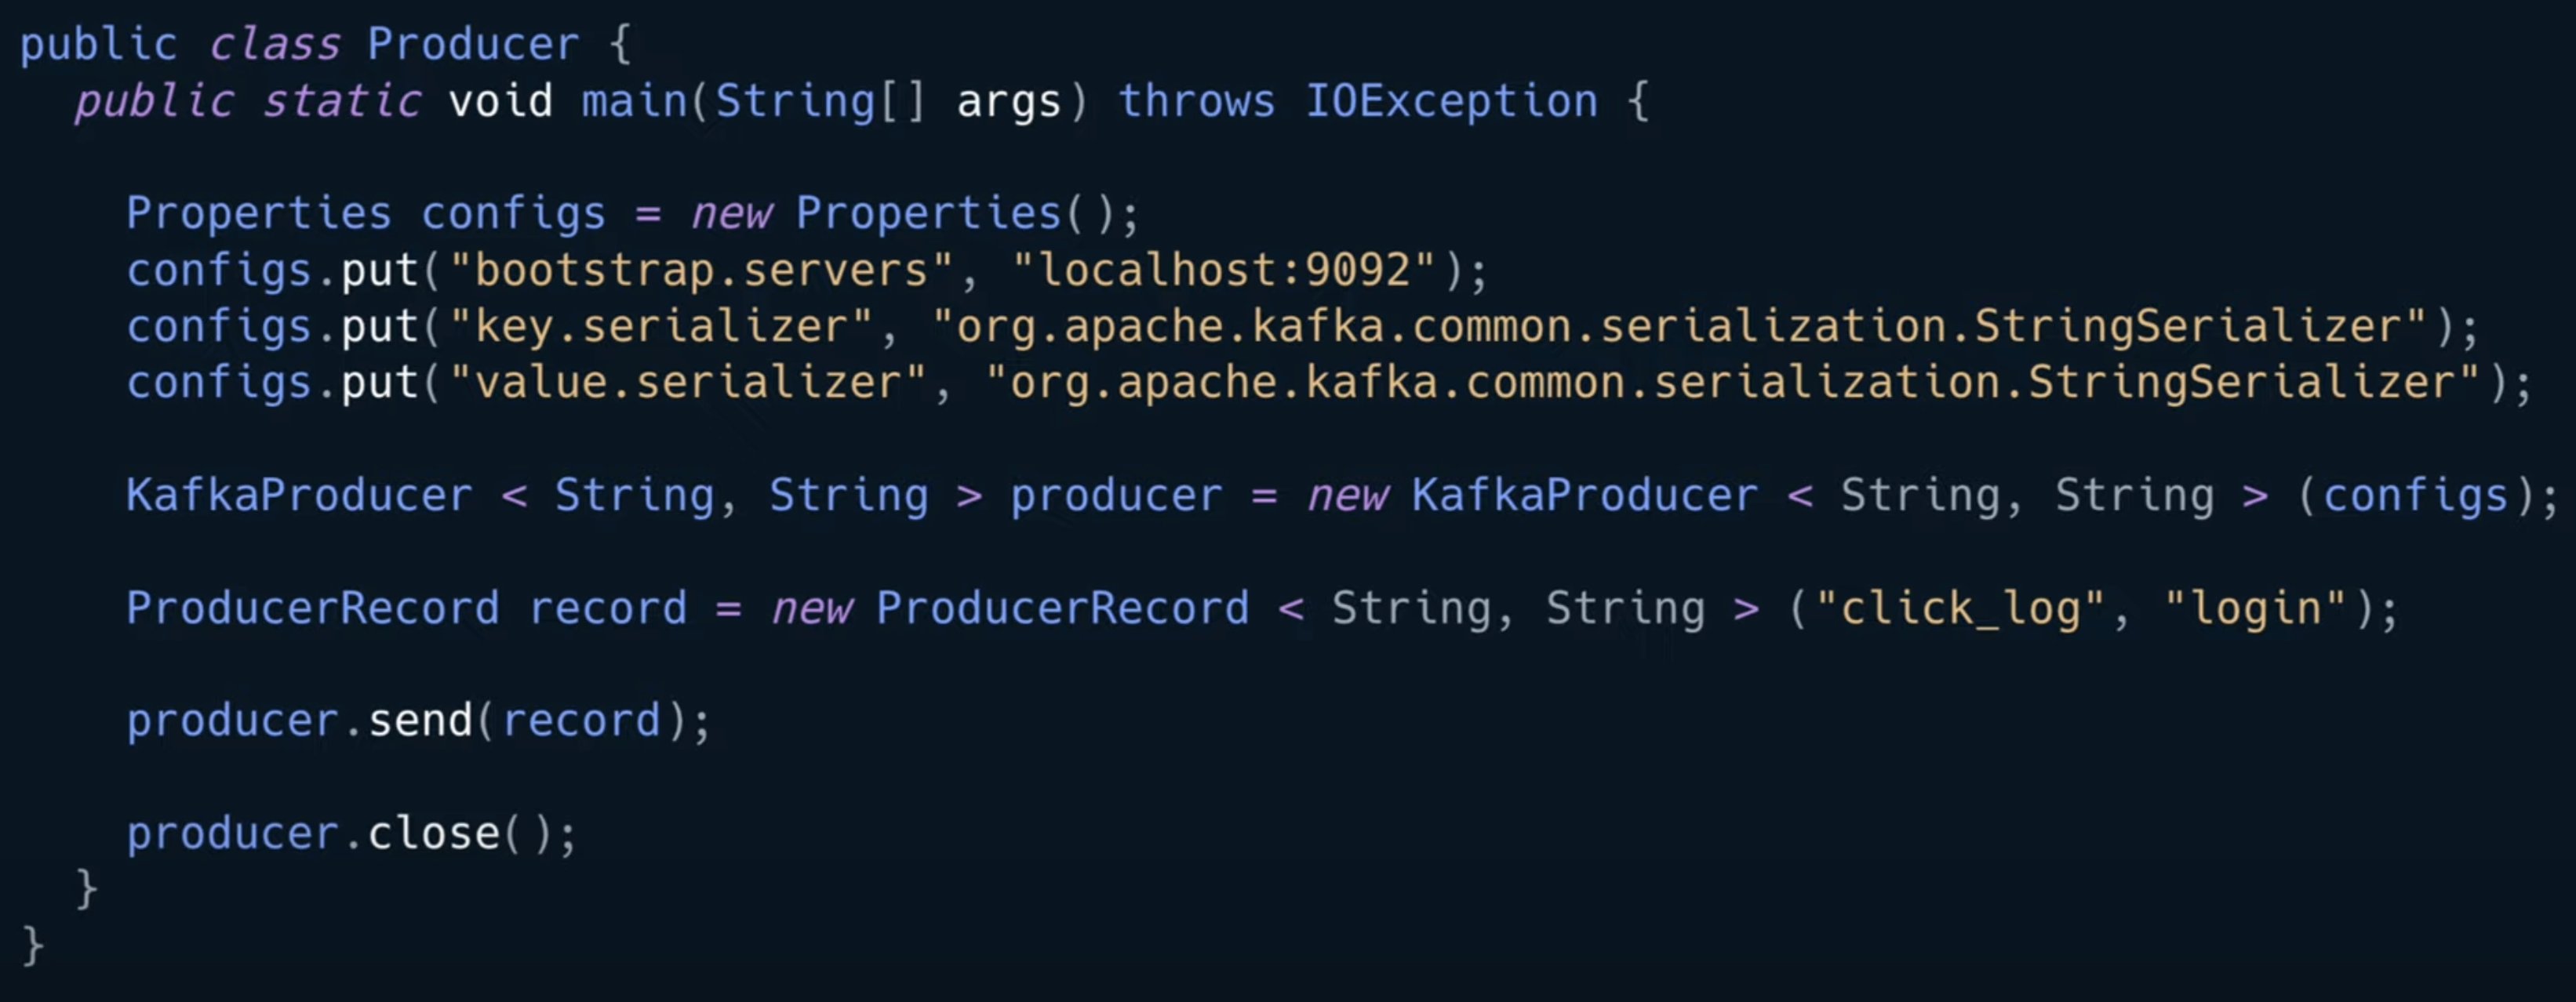 public class Producer {
  public static void main(String[] args) throws IOException {

    Properties configs = new Properties();
    configs.put("bootstrap.servers", "localhost:9092");
    configs.put("key.serializer", "org.apache.kafka.common.serialization.StringSerializer");
    configs.put("value.serializer", "org.apache.kafka.common.serialization.StringSerializer");

    KafkaProducer < String, String > producer = new KafkaProducer < String, String > (configs);

    ProducerRecord record = new ProducerRecord < String, String > ("click_log", "login");

    producer.send(record);

    producer.close();
  }
}